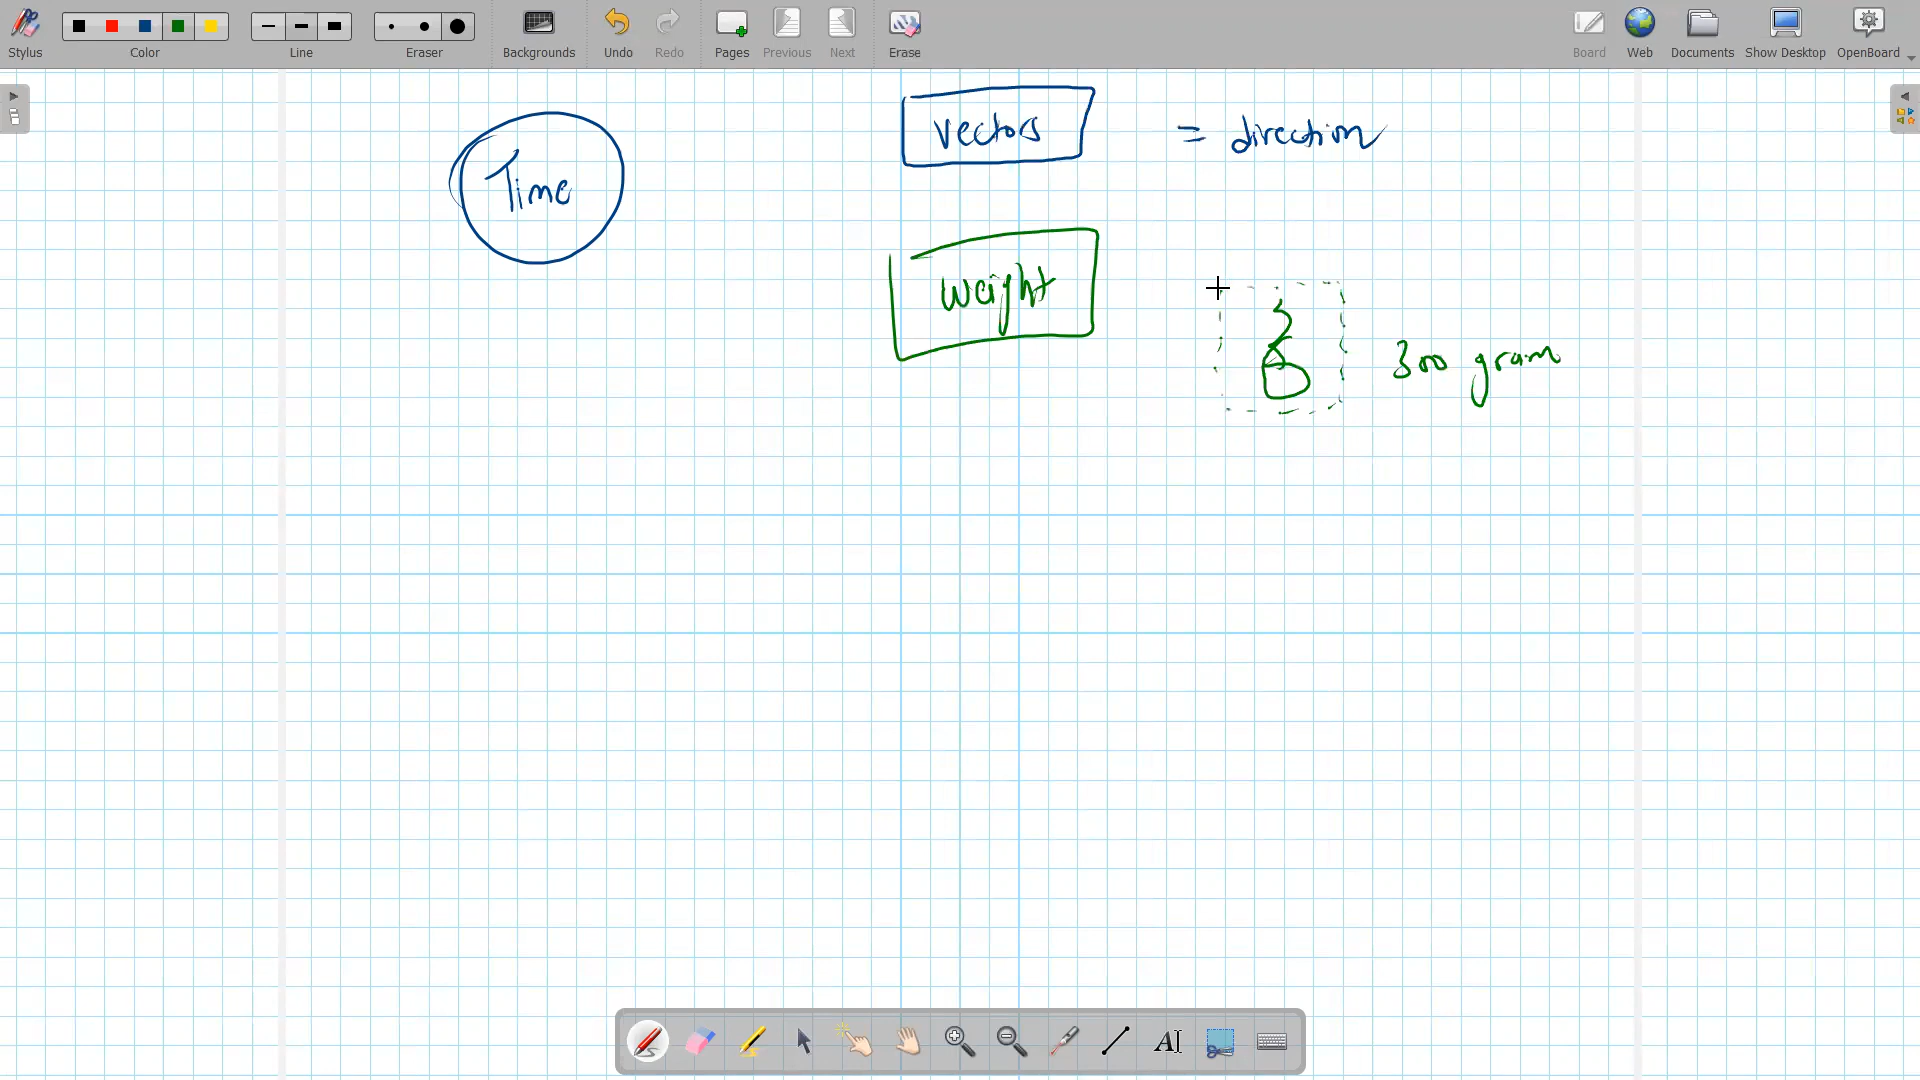 Stylus Color Line Eraser Backgrounds Undo Redo Pages Previous Next Erase Board Web Documents Show Desktop OpenBoard
vectors = direction
Time
weight
300 gram